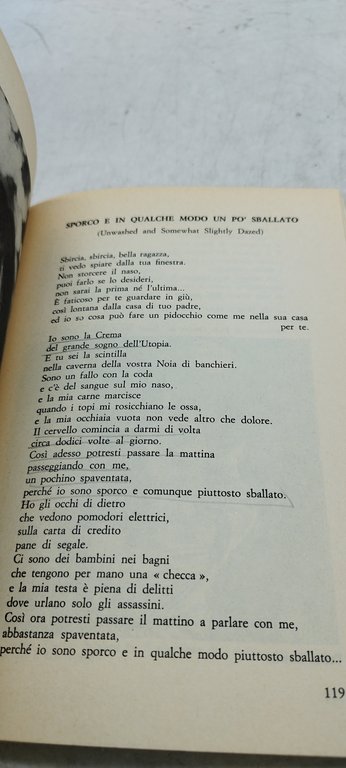 SPORCO E IN QUALCHE MODO UN PO' SBALLATO
(Unwashed and Somewhat Slightly Dazed)
Sbircia, sbircia, bella ragazza,
ti vedo spiare dalla tua finestra.
Non storcere il naso,
puoi farlo se lo desideri,
non sarai la prima né l'ultima...
È faticoso per te guardare in giù,
così lontana dalla casa di tuo padre,
ed io so cosa può fare un pidocchio come me nella sua casa
per te.
Io sono la Crema
del grande sogno dell'Utopia.
E tu sei la scintilla
nella caverna della vostra Noia di banchieri.
Sono un fallo con la coda
e c'è del sangue sul mio naso,
e la mia carne marcisce
quando i topi mi rosicchiano le ossa,
e la mia occhiaia vuota non vede altro che dolore.
Il cervello comincia a darmi di volta
circa dodici volte al giorno.
Così adesso potresti passare la mattina
passeggiando con me,
un pochino spaventata,
perché io sono sporco e comunque piuttosto sballato.
Ho gli occhi di dietro
che vedono pomodori elettrici,
sulla carta di credito
pane di segale.
Ci sono dei bambini nei bagni
che tengono per mano una « checca »,
e la mia testa è piena di delitti
dove urlano solo gli assassini.
Così ora potresti passare il mattino a parlare con me,
abbastanza spaventata,
perché io sono sporco e in qualche modo piuttosto sballato...
119